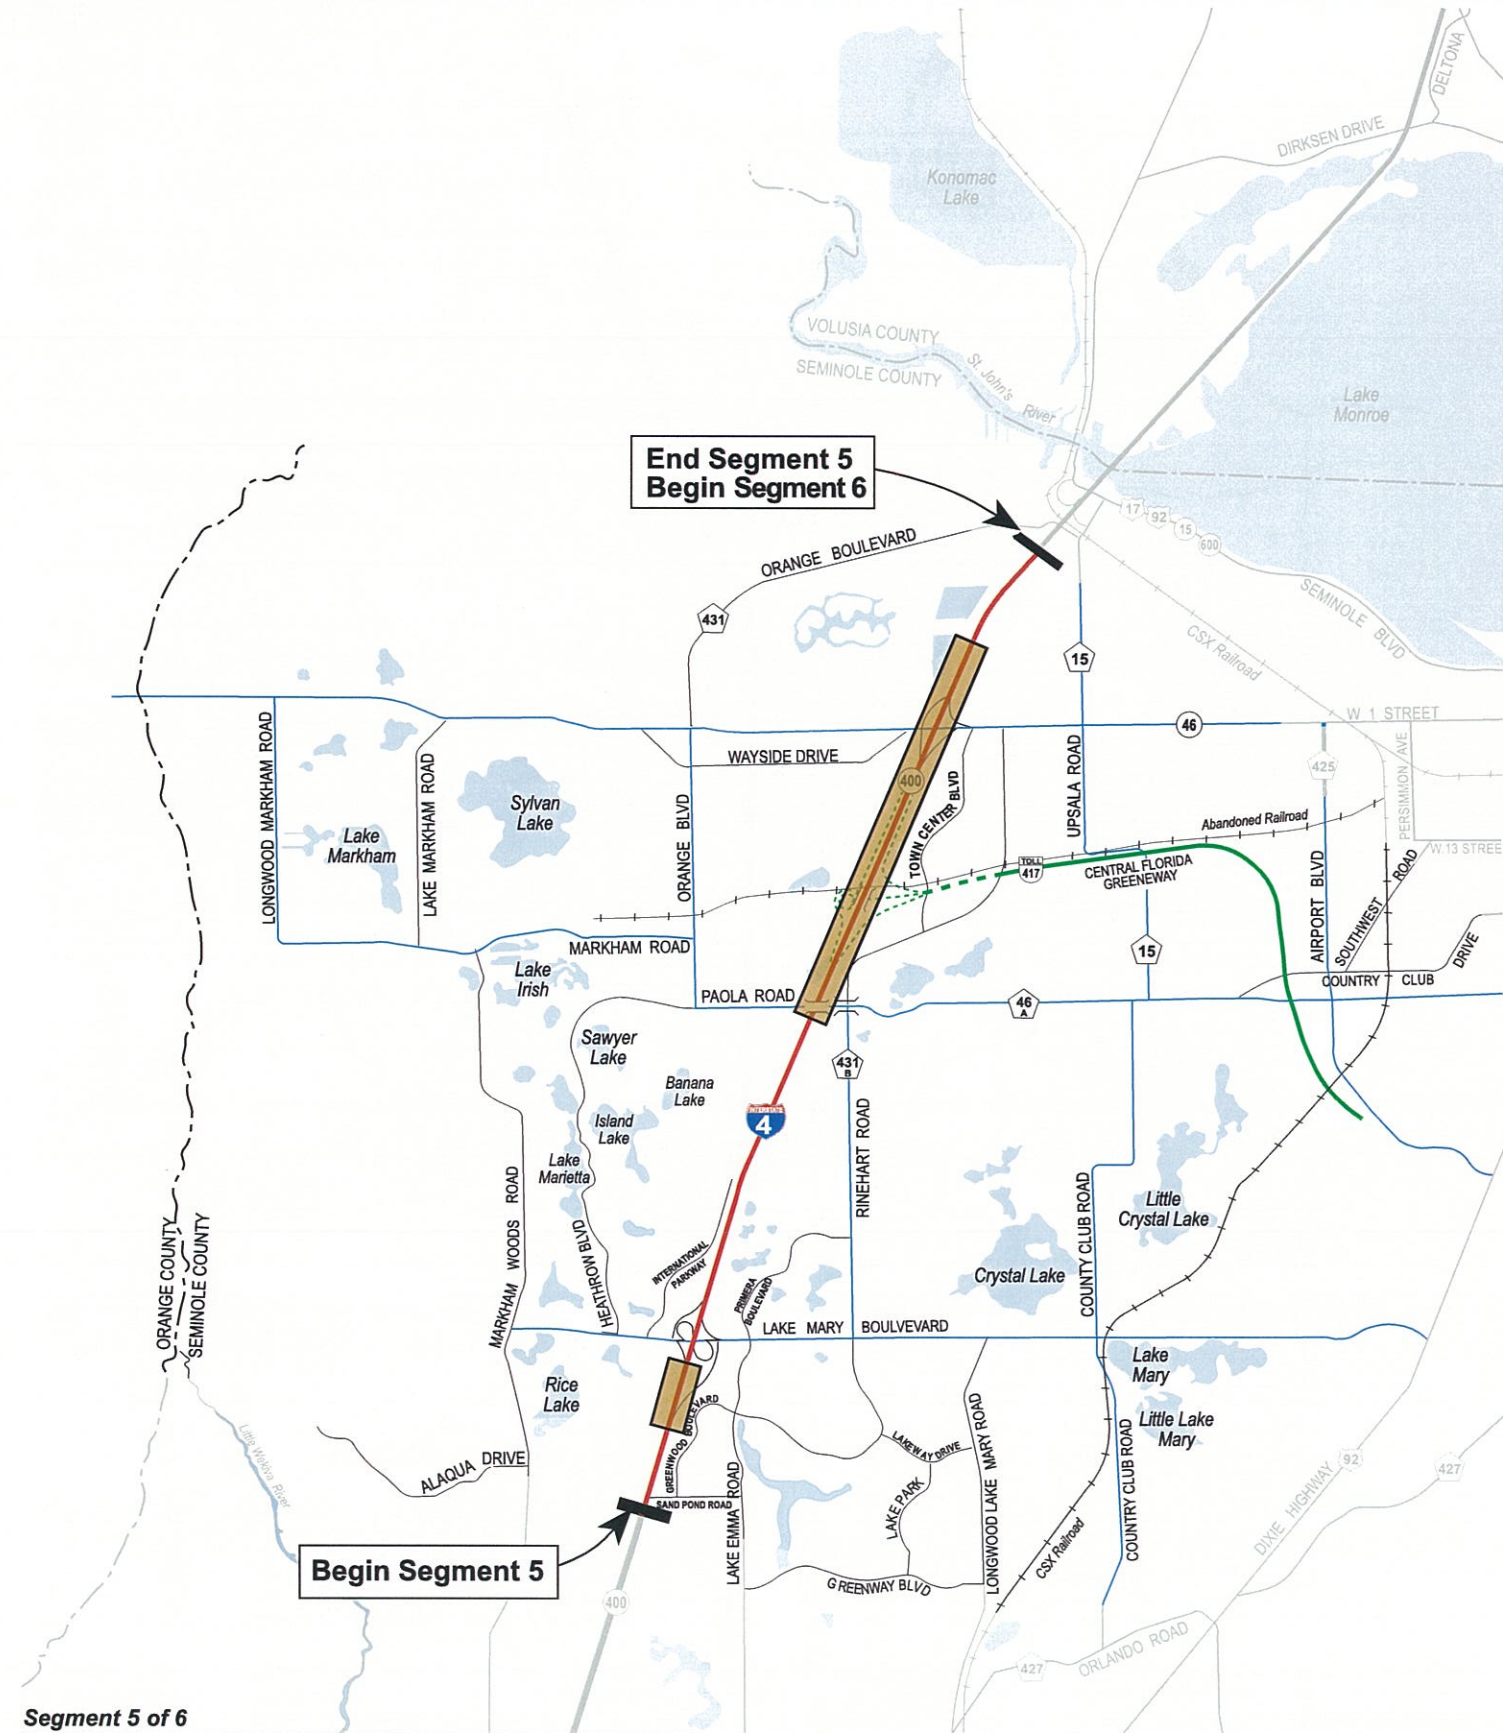 DELTONA
DIRKSEN DRIVE
Konomac
Lake
VOLUSIA COUNTY
SEMINOLE COUNTY
St. John's
River
Lake
Monroe
End Segment 5
Begin Segment 6
17
92
15
600
ORANGE BOULEVARD
431
SEMINOLE BLVD
CSX Railroad
15
W 1 STREET
46
LONGWOOD MARKHAM ROAD
LAKE MARKHAM ROAD
WAYSIDE DRIVE
ORANGE BLVD
400
TOWN CENTER BLVD
UPSALA ROAD
425
PERSIMMON AVE
Sylvan
Lake
Lake
Markham
Abandoned Railroad
W.13 STREE
TOLL
417
CENTRAL FLORIDA
GREENEWAY
AIRPORT BLVD
SOUTHWEST ROAD
MARKHAM ROAD
15
COUNTRY CLUB DRIVE
Lake
Irish
PAOLA ROAD
46
A
Sawyer
Lake
431
B
Banana
Lake
INTERSTATE
4
Island
Lake
Lake
Marietta
RINEHART ROAD
MARKHAM WOODS ROAD
HEATHROW BLVD
INTERNATIONAL
PARKWAY
PRIMERA
BOULEVARD
COUNTY CLUB ROAD
Little
Crystal Lake
Crystal Lake
ORANGE COUNTY
SEMINOLE COUNTY
LAKE MARY BOULVEVARD
Lake
Mary
Rice
Lake
GREENWOOD BOULEVARD
Little Lake
Mary
LAKEWAY DRIVE
LAKE PARK
LONGWOOD LAKE MARY ROAD
COUNTRY CLUB ROAD
Little Wekiva River
ALAQUA DRIVE
SAND POND ROAD
LAKE EMMA ROAD
92
427
DIXIE HIGHWAY
CSX Railroad
Begin Segment 5
GREENWAY BLVD
400
427
ORLANDO ROAD
Segment 5 of 6